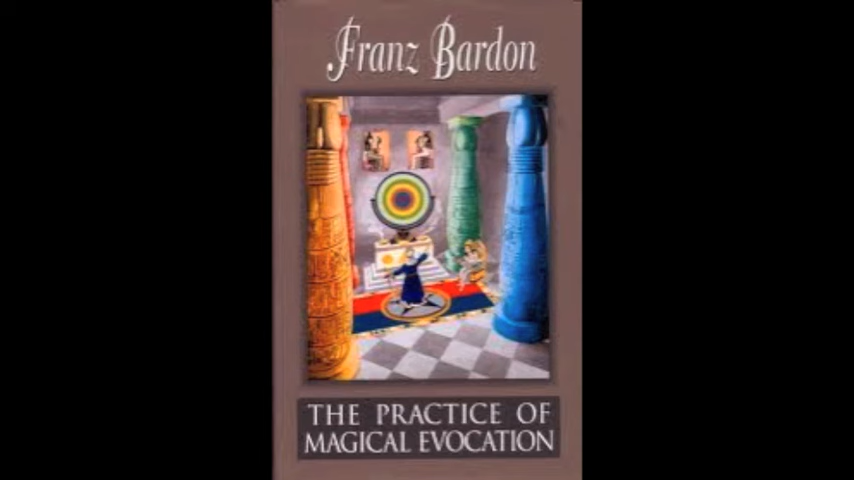 Franz Bardon
THE PRACTICE OF
MAGICAL EVOCATION